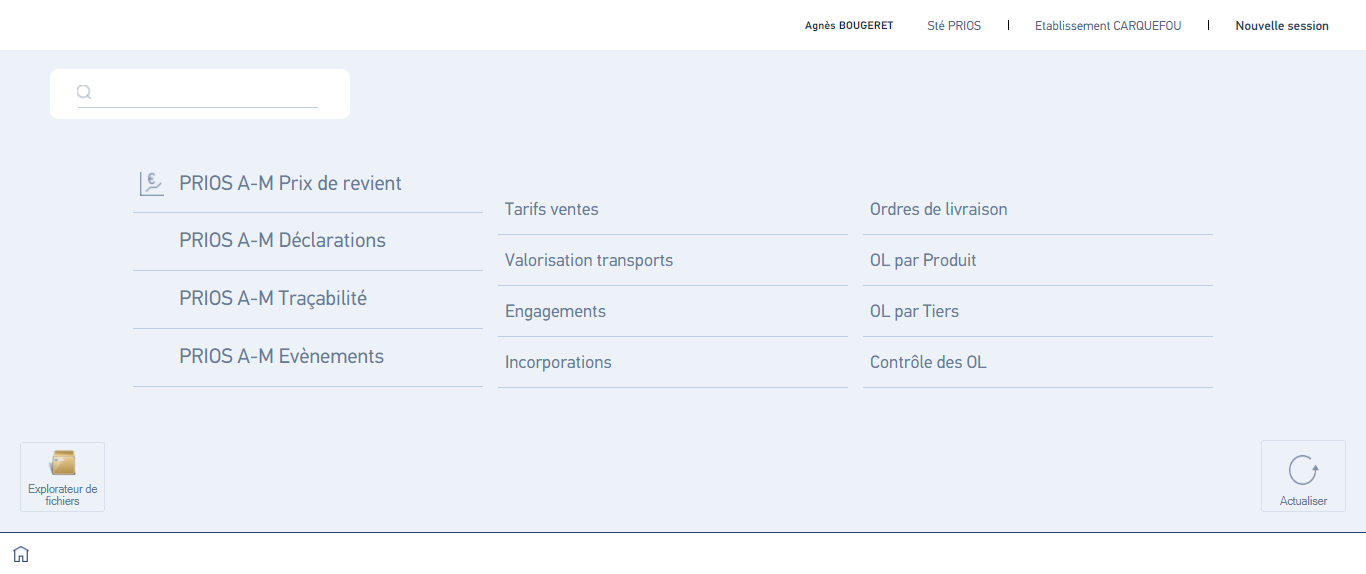 Agnès BOUGERET Sté PRIOS Etablissement CARQUEFOU Nouvelle session
PRIOS A-M Prix de revient
PRIOS A-M Déclarations
PRIOS A-M Traçabilité
PRIOS A-M Evènements
Tarifs ventes
Valorisation transports
Engagements
Incorporations
Ordres de livraison
OL par Produit
OL par Tiers
Contrôle des OL
Explorateur de
fichiers
Actualiser